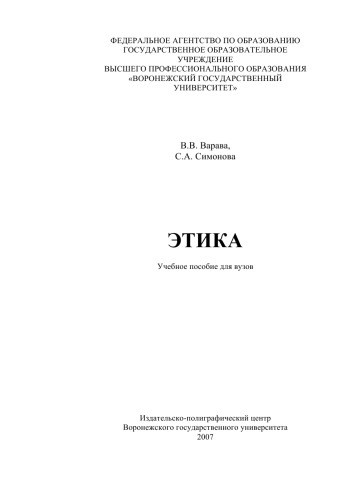 ФЕДЕРАЛЬНОЕ АГЕНТСТВО ПО ОБРАЗОВАНИЮ
ГОСУДАРСТВЕННОЕ ОБРАЗОВАТЕЛЬНОЕ
УЧРЕЖДЕНИЕ
ВЫСШЕГО ПРОФЕССИОНАЛЬНОГО ОБРАЗОВАНИЯ
«ВОРОНЕЖСКИЙ ГОСУДАРСТВЕННЫЙ
УНИВЕРСИТЕТ»
В.В. Варава,
С.А. Симонова
ЭТИКА
Учебное пособие для вузов
Издательско-полиграфический центр
Воронежского государственного университета
2007